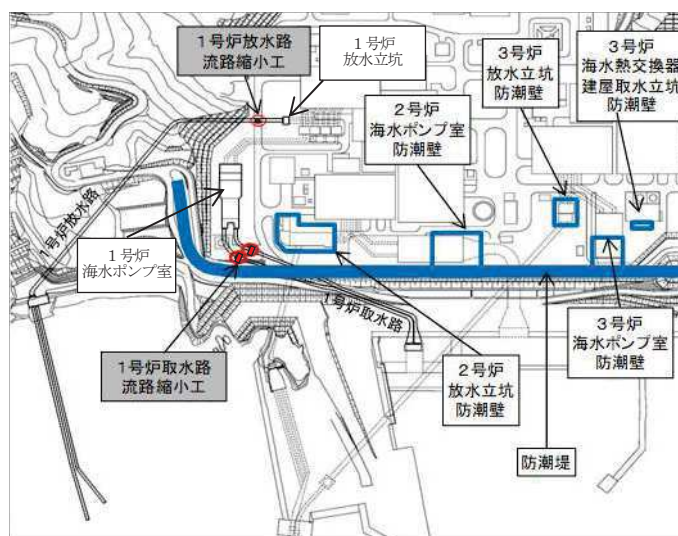 1号炉放水路
流路縮小工
1号炉
放水立坑
3号炉
放水立坑
防潮壁
3号炉
海水熱交換器
建屋取水立坑
防潮壁
2号炉
海水ポンプ室
防潮壁
1号炉放水路
1号炉
海水ポンプ室
1号炉取水路
1号炉取水路
流路縮小工
2号炉
放水立坑
防潮壁
3号炉
海水ポンプ室
防潮壁
防潮堤